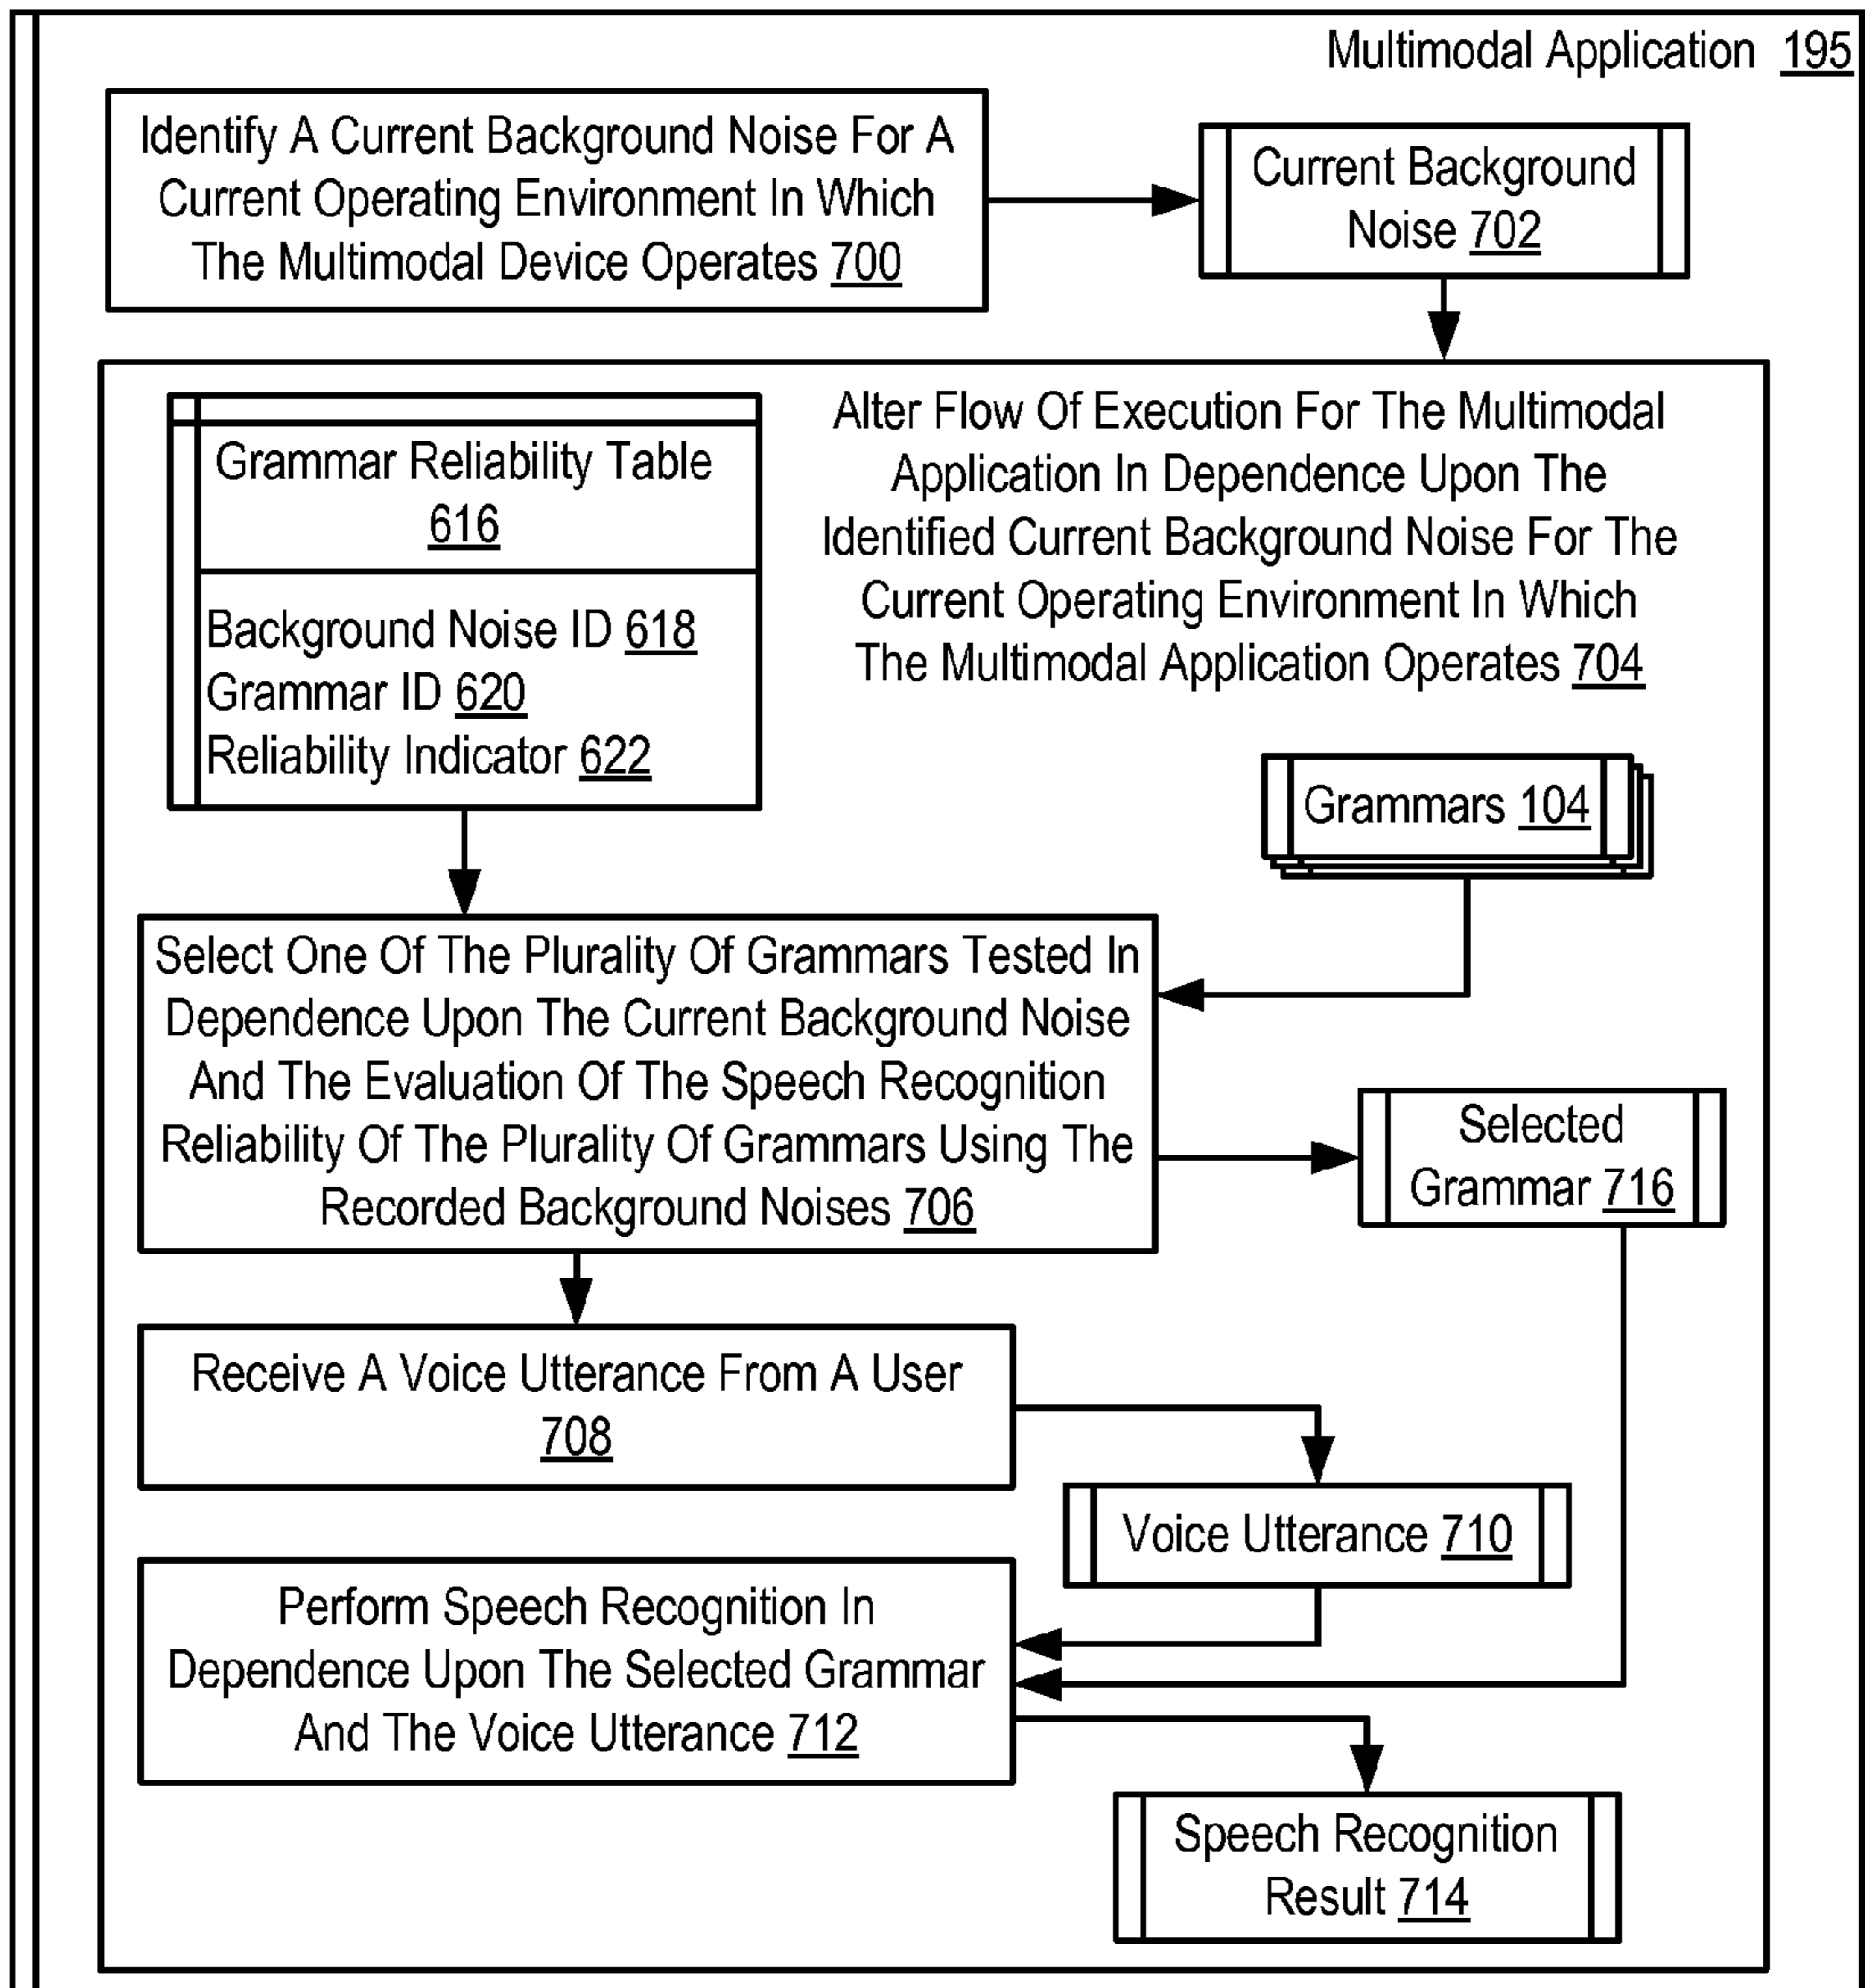 Multimodal Application 195
Identify A Current Background Noise For A
Current Operating Environment In Which
The Multimodal Device Operates 700
Current Background
Noise 702
Grammar Reliability Table
616
Background Noise ID 618
Grammar ID 620
Reliability Indicator 622
Alter Flow Of Execution For The Multimodal
Application In Dependence Upon The
Identified Current Background Noise For The
Current Operating Environment In Which
The Multimodal Application Operates 704
Grammars 104
Select One Of The Plurality Of Grammars Tested In
Dependence Upon The Current Background Noise
And The Evaluation Of The Speech Recognition
Reliability Of The Plurality Of Grammars Using The
Recorded Background Noises 706
Selected
Grammar 716
Receive A Voice Utterance From A User
708
Voice Utterance 710
Perform Speech Recognition In
Dependence Upon The Selected Grammar
And The Voice Utterance 712
Speech Recognition
Result 714